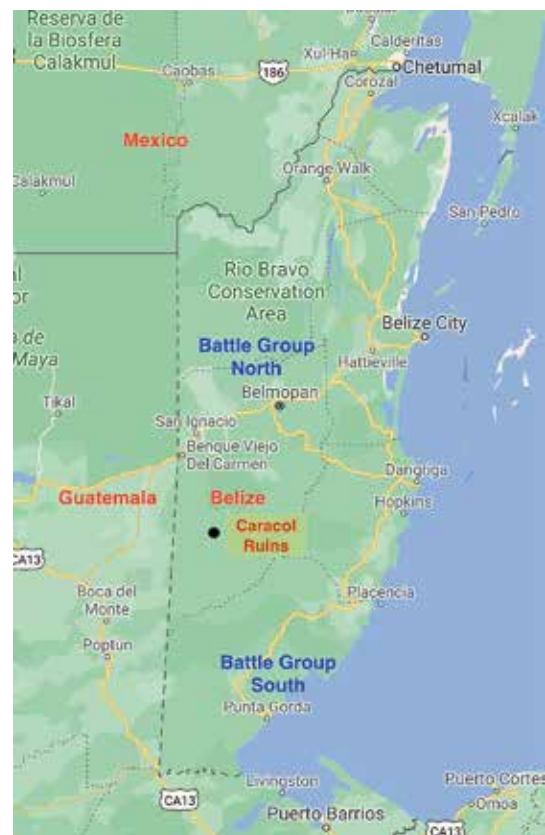 Reserva de
la Biosfera
Calakmul
Caobas
Xul-Ha
Calderitas
186
Chetumal
Corozal
Xcalak
Mexico
Calakmul
Orange Walk
San Pedro
Rio Bravo
Conservation
Area
Belize City
Battle Group
North
Hattieville
Belmopan
Maya
Tikal
San Ignacio
Benque Viejo
Del Carmen
Dangriga
Guatemala
Belize
Hopkins
Caracol
Ruins
CA13
Boca del
Monte
Placencia
Poptun
Battle Group
South
Punta Gorda
Livingston
CA13
Puerto Cortes
Omoa
Puerto Barrios
CA13